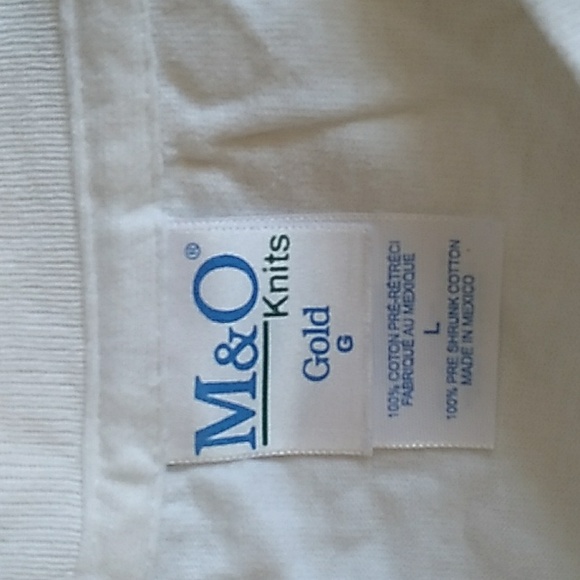 M&O®
Knits
Gold
G
100% COTON PRÉ-RÉTRÉCI
FABRIQUÉ AU MEXIQUE
L
100% PRE SHRUNK COTTON
MADE IN MEXICO